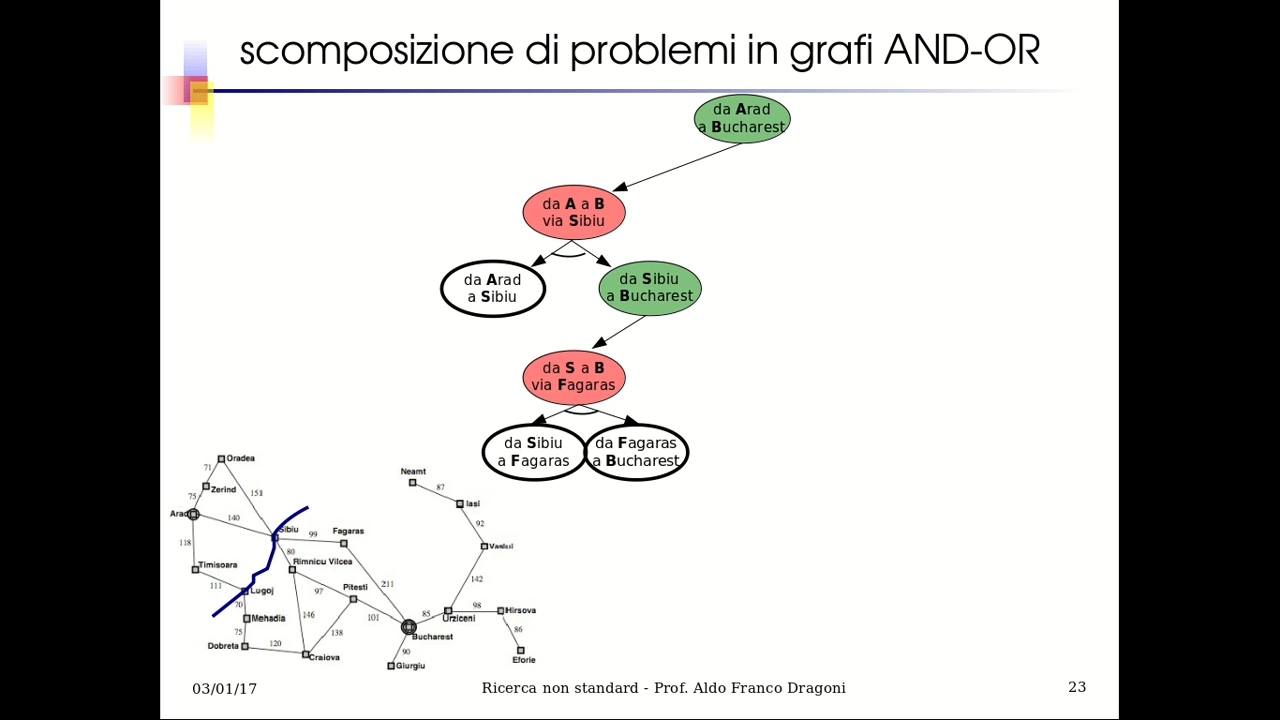 scomposizione di problemi in grafi AND-OR
da Arad
a Bucharest
da A a B
via Sibiu
da Arad
a Sibiu
da Sibiu
a Bucharest
da S a B
via Fagaras
da Sibiu
a Fagaras
da Fagaras
a Bucharest
Oradea
71
Zerind
151
75
Arad
140
Sibiu
99
Fagaras
118
80
Rimnicu Vilcea
Timisoara
111
Lugoj
97
Pitesti
211
70
Mehadia
146
101
75
138
Dobreta
120
Craiova
Bucharest
85
Urziceni
90
Giurgiu
Neamt
87
Iasi
92
Vaslui
142
98
Hirsova
86
Eforie
03/01/17
Ricerca non standard - Prof. Aldo Franco Dragoni
23